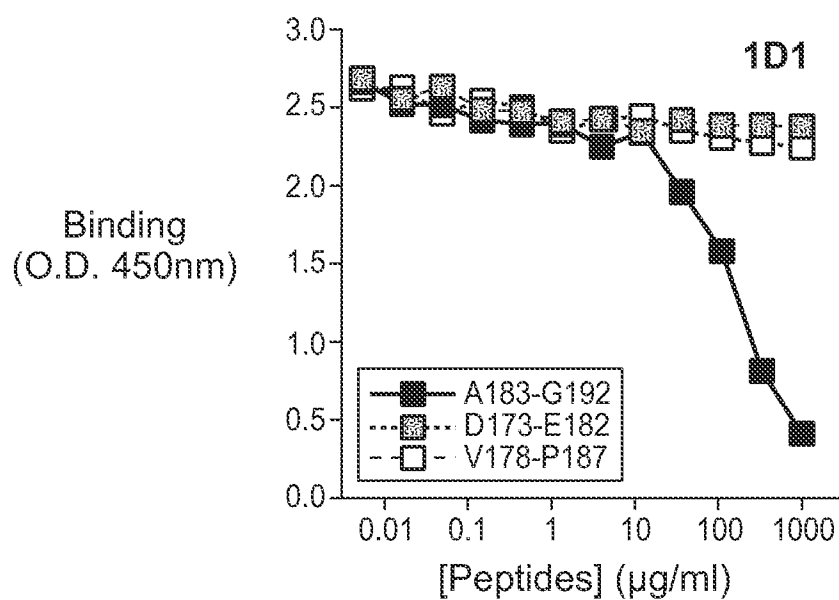 1D1
3.0
2.5
2.0
1.5
1.0
0.5
0.0
Binding
(O.D. 450nm)
A183-G192
D173-E182
V178-P187
0.01 0.1 1 10 100 1000
[Peptides] (µg/ml)